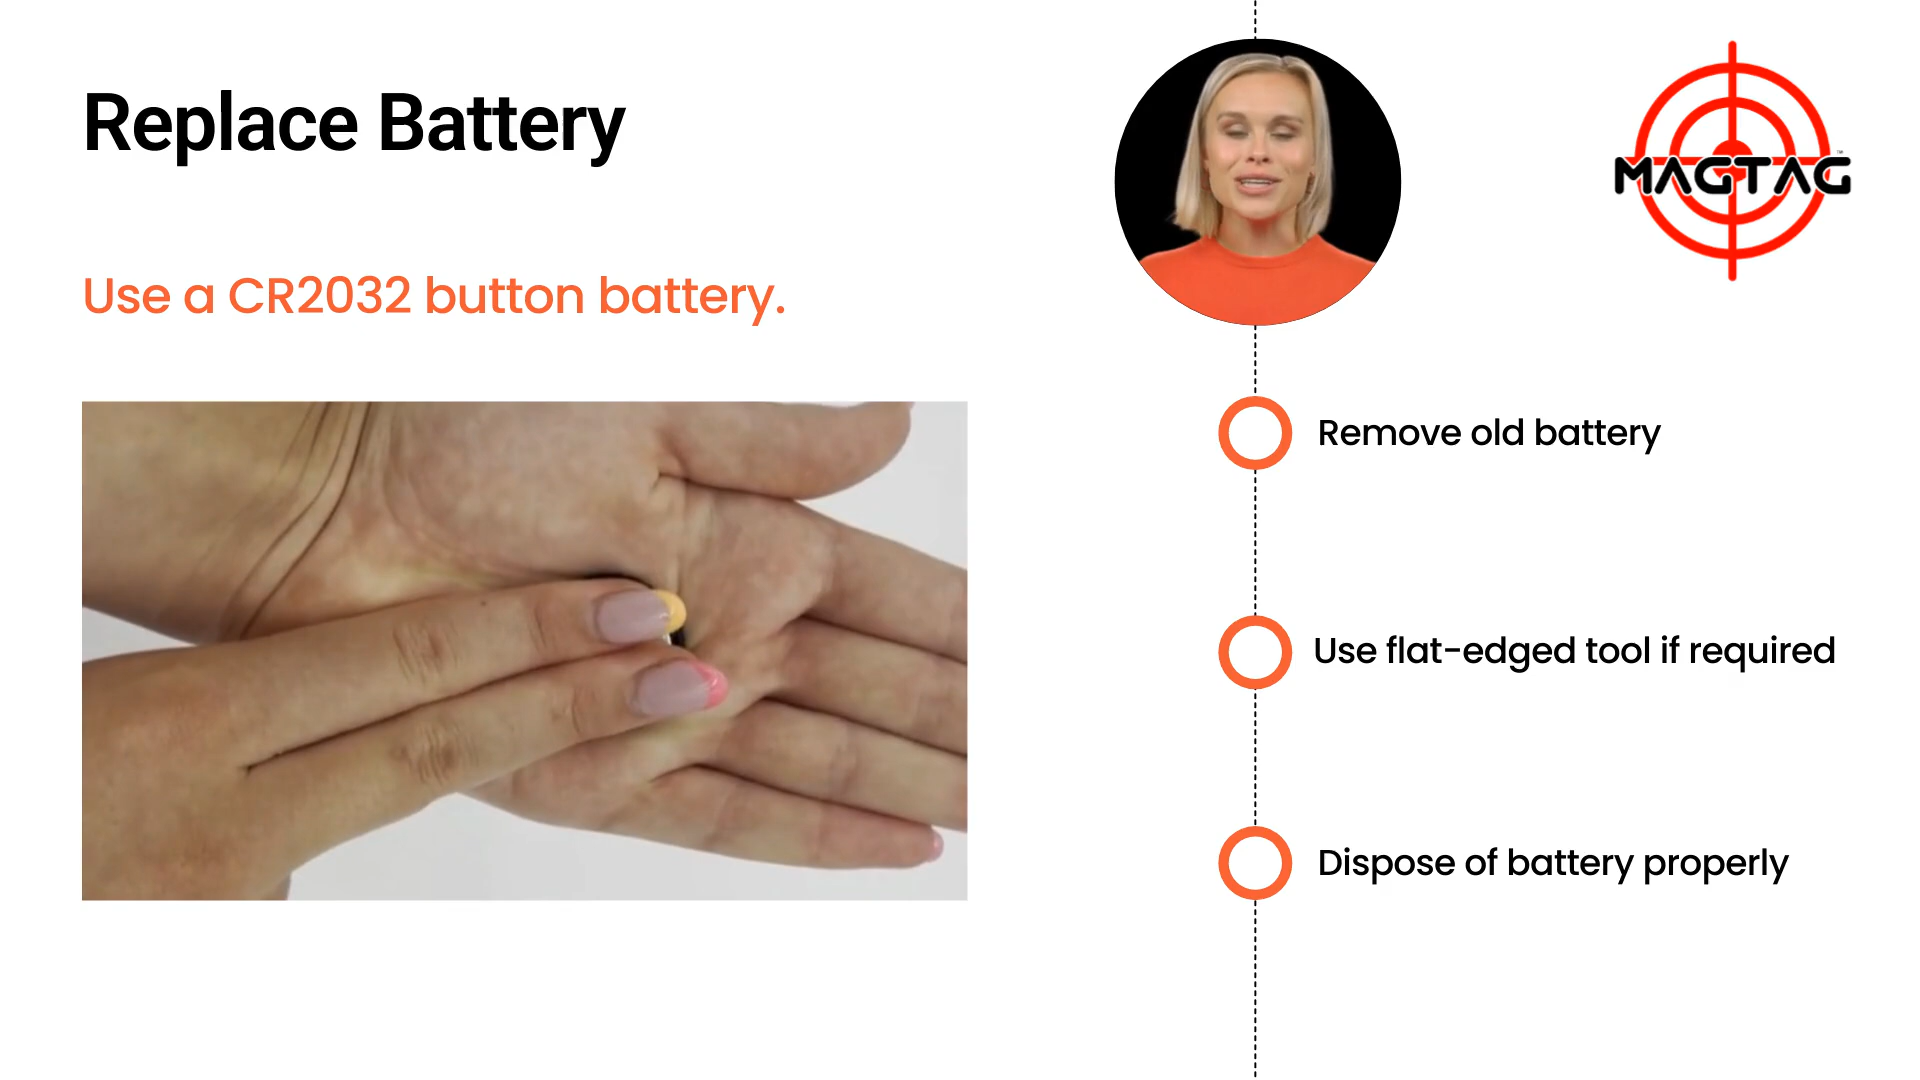 Replace Battery
Use a CR2032 button battery.
MAGTAG™
Remove old battery
Use flat-edged tool if required
Dispose of battery properly